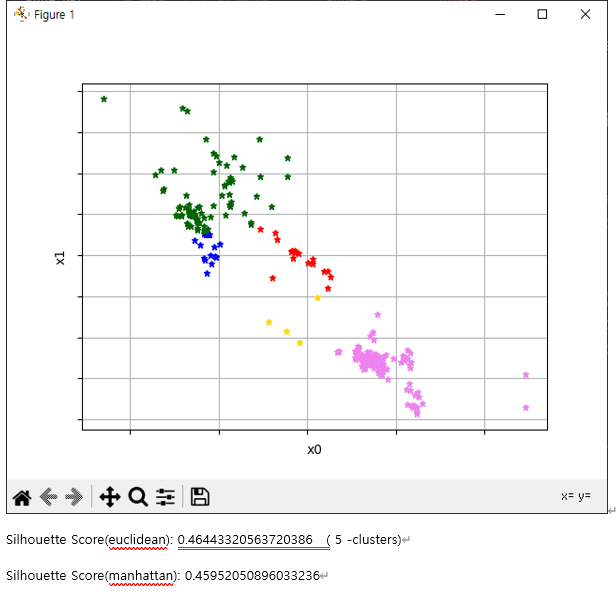 Figure 1
x1
x0
x= y=
Silhouette Score(euclidean): 0.46443320563720386 ( 5 -clusters)
Silhouette Score(manhattan): 0.45952050896033236